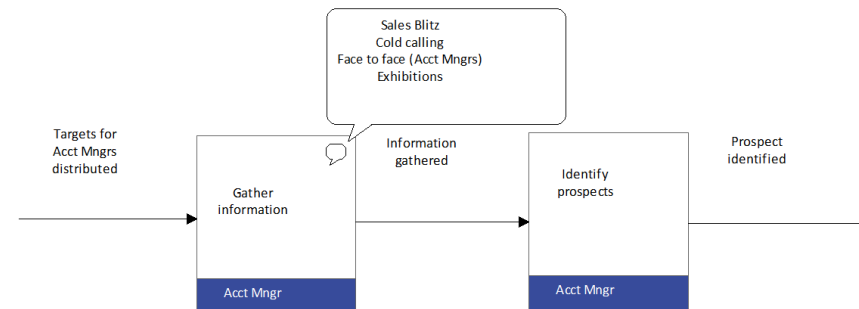 Sales Blitz
Cold calling
Face to face (Acct Mngrs)
Exhibitions
Targets for
Acct Mngrs
distributed
Gather
information
Acct Mngr
Information
gathered
Identify
prospects
Acct Mngr
Prospect
identified